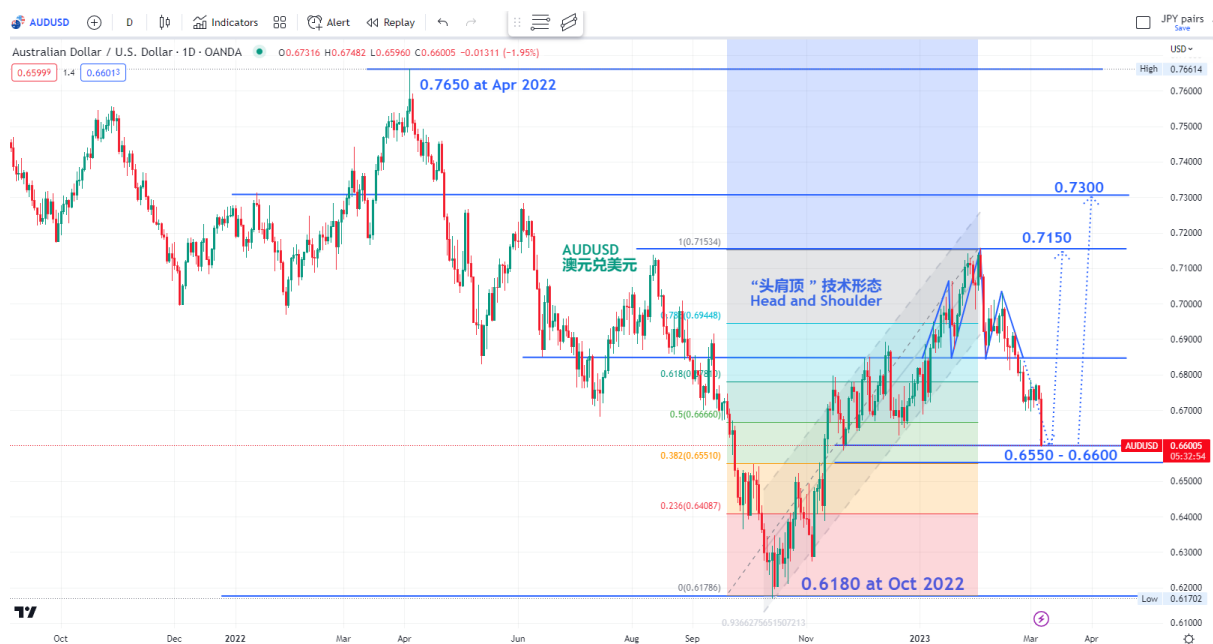 AUDUSD
D
Indicators
Alert
Replay
JPY pairs
Save
Australian Dollar / U.S. Dollar · 1D · OANDA
O0.67316 H0.67482 L0.65960 C0.66005 −0.01311 (−1.95%)
USD
0.65999
1.4
0.66013
High 0.76614
0.7650 at Apr 2022
0.76000
0.75000
0.74000
0.73000
0.7300
0.72000
0.7150
1(0.71534)
AUDUSD
澳元兑美元
0.71000
“头肩顶 ” 技术形态
Head and Shoulder
0.70000
0.69000
0.68000
0.618(0.67810)
0.67000
0.5(0.66660)
AUDUSD 0.66005
05:32:54
0.6550 - 0.6600
0.382(0.65510)
0.65000
0.236(0.64087)
0.64000
0.63000
0.62000
0(0.61786)
0.6180 at Oct 2022
Low 0.61702
0.9366277651507213
0.61000
Oct Dec 2022 Mar Apr Jun Aug Sep Nov 2023 Mar Apr